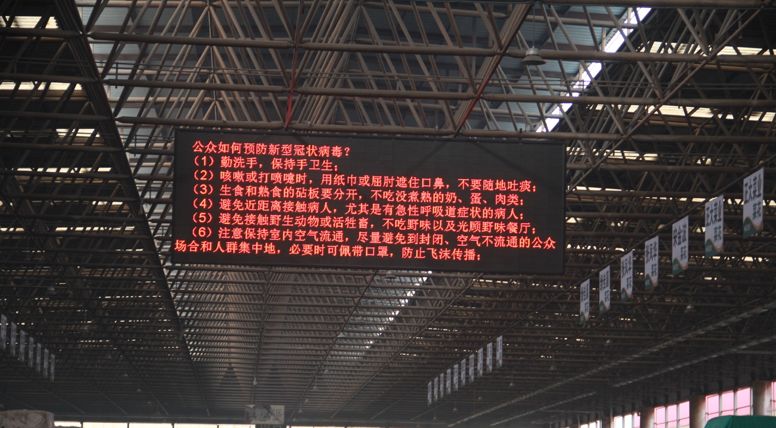 公众如何预防新型冠状病毒?
(1) 勤洗手，保持手卫生;
(2) 咳嗽或打喷嚏时，用纸巾或屈肘遮住口鼻，不要随地吐痰;
(3) 生食和熟食的砧板要分开，不吃没煮熟的奶、蛋、肉类;
(4) 避免近距离接触病人，尤其是有急性呼吸道症状的病人;
(5) 避免接触野生动物或活牲畜，不吃野味以及光顾野味餐厅;
(6) 注意保持室内空气流通，尽量避免到封闭、空气不流通的公众
场合和人群集中地，必要时可佩带口罩，防止飞沫传播;